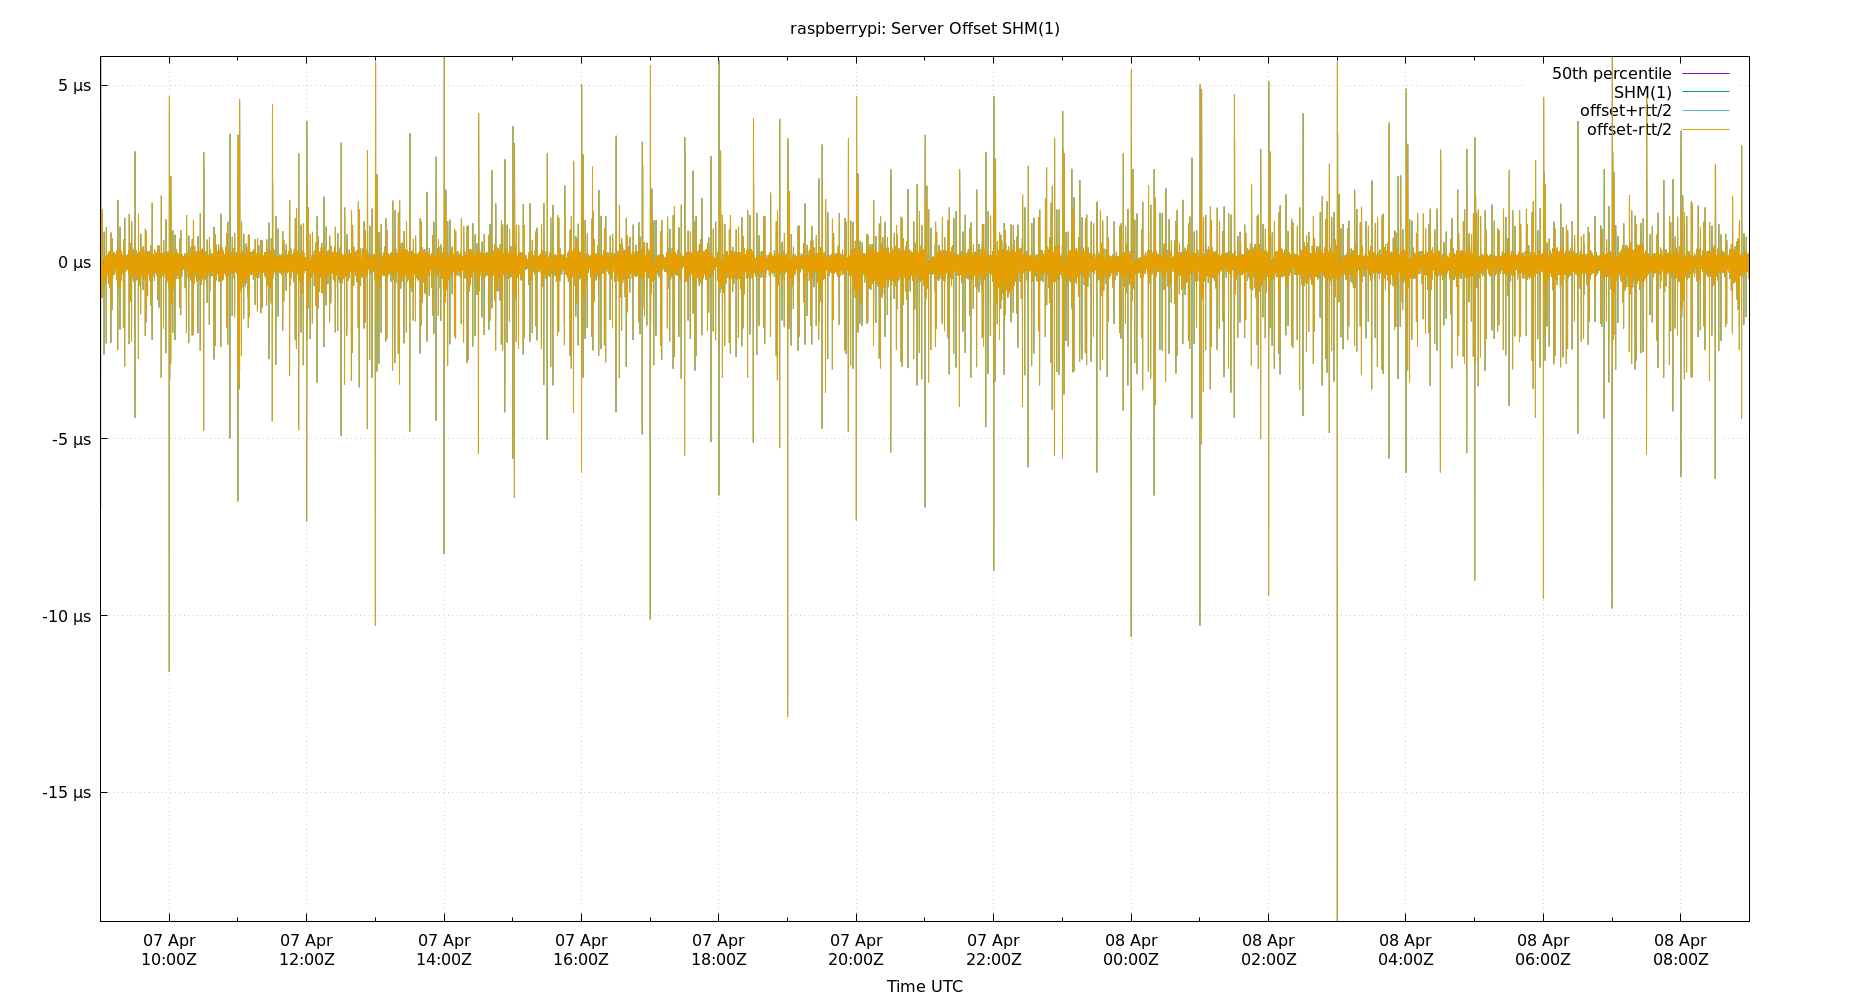 raspberrypi: Server Offset SHM(1)
50th percentile
SHM(1)
offset+rtt/2
offset-rtt/2
5 µs
0 µs
-5 µs
-10 µs
-15 µs
07 Apr 07 Apr 07 Apr 07 Apr 07 Apr 07 Apr 07 Apr 08 Apr 08 Apr 08 Apr 08 Apr 08 Apr
10:00Z 12:00Z 14:00Z 16:00Z 18:00Z 20:00Z 22:00Z 00:00Z 02:00Z 04:00Z 06:00Z 08:00Z
Time UTC